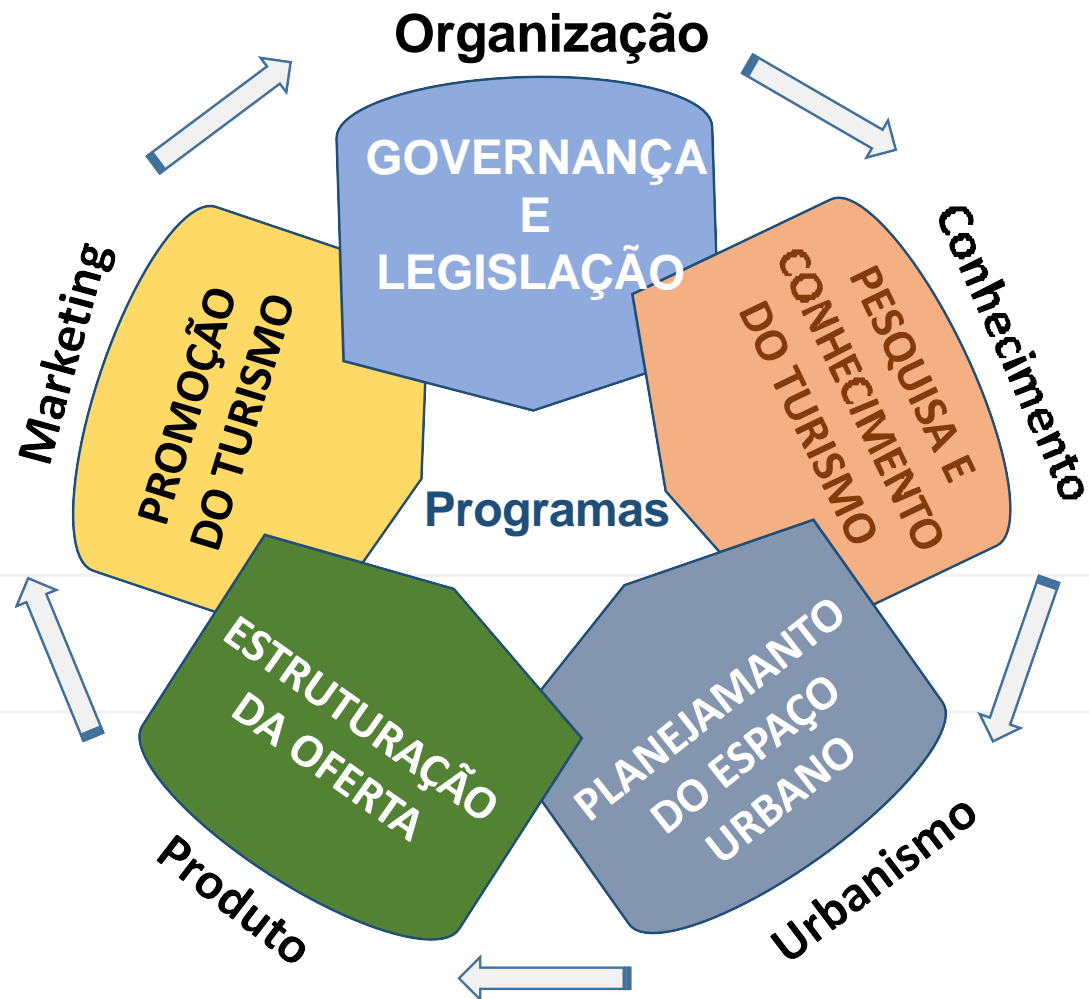 Organização
GOVERNANÇA
E
LEGISLAÇÃO
Conhecimento
PESQUISA E
CONHECIMENTO
DO TURISMO
Urbanismo
PLANEJAMANTO
DO ESPAÇO
URBANO
Produto
ESTRUTURAÇÃO
DA OFERTA
Marketing
PROMOÇÃO
DO TURISMO
Programas